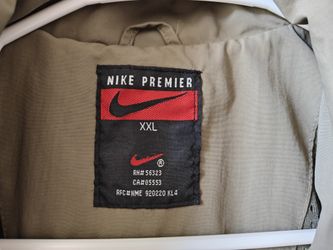 NIKE PREMIER
XXL
®
RN# 56323
CA# 05553
RFC# NME 920220 KL4